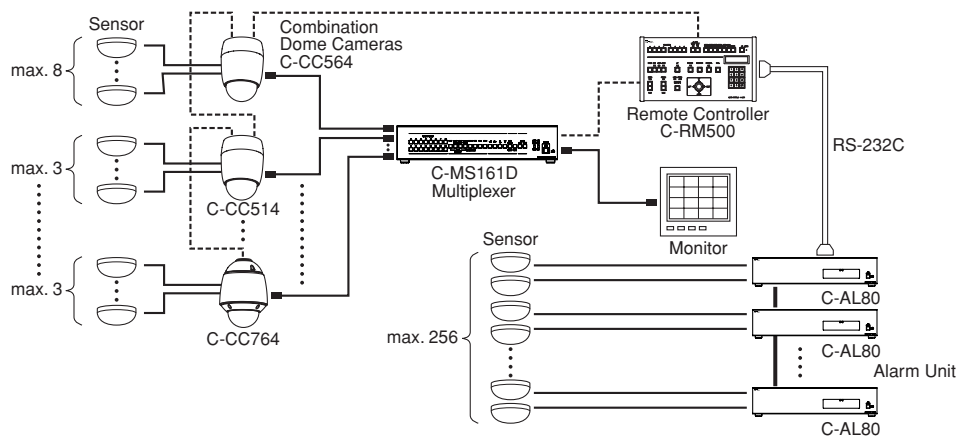 Sensor
max. 8
Combination
Dome Cameras
C-CC564
max. 3
C-CC514
max. 3
C-CC764
C-MS161D
Multiplexer
Remote Controller
C-RM500
RS-232C
Monitor
Sensor
max. 256
C-AL80
C-AL80
Alarm Unit
C-AL80